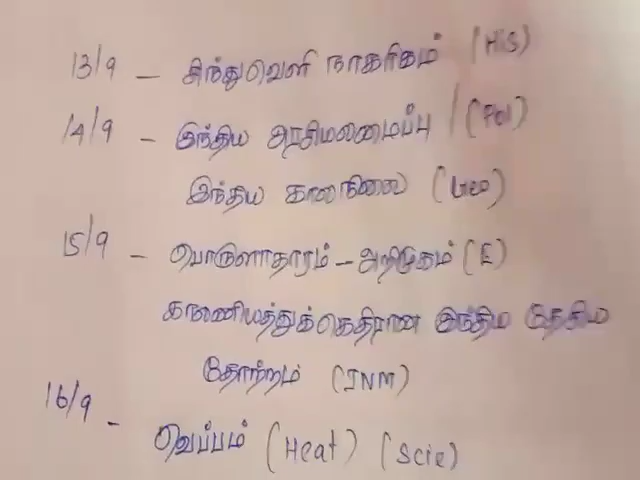 13/9 – சிந்துவெளி நாகரிகம் (His)
14/9 – இந்திய அரசியலமைப்பு / (Pol)
இந்திய காலநிலை (Geo)
15/9 – பொருளாதாரம் – அறிமுகம் (E)
காலணியத்துக்கெதிரான இந்திய தேசிய
தோற்றம் (INM)
16/9 – வெப்பம் (Heat) (Scie)